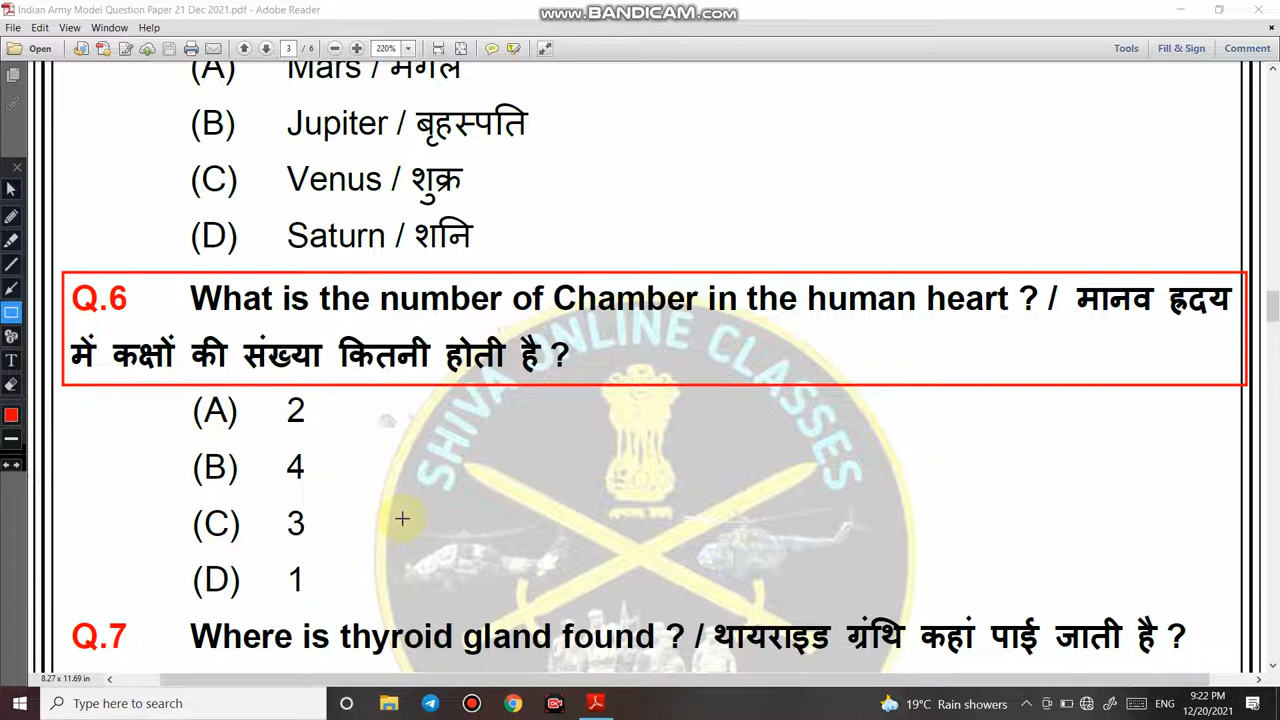 Indian Army Model Question Paper 21 Dec 2021.pdf - Adobe Reader
www.BANDICAM.com
File Edit View Window Help
Open 3 / 6 220% Tools Fill & Sign Comment
(A) Mars / मंगल
(B) Jupiter / बृहस्पति
(C) Venus / शुक्र
(D) Saturn / शनि
Q.6 What is the number of Chamber in the human heart ? / मानव ह्रदय
में कक्षों की संख्या कितनी होती है ?
SHIVA ONLINE CLASSES
(A) 2
(B) 4
(C) 3
(D) 1
Q.7 Where is thyroid gland found ? / थायराइड ग्रंथि कहां पाई जाती है ?
8.27 x 11.69 in
Type here to search
19°C Rain showers
ENG
9:22 PM
12/20/2021